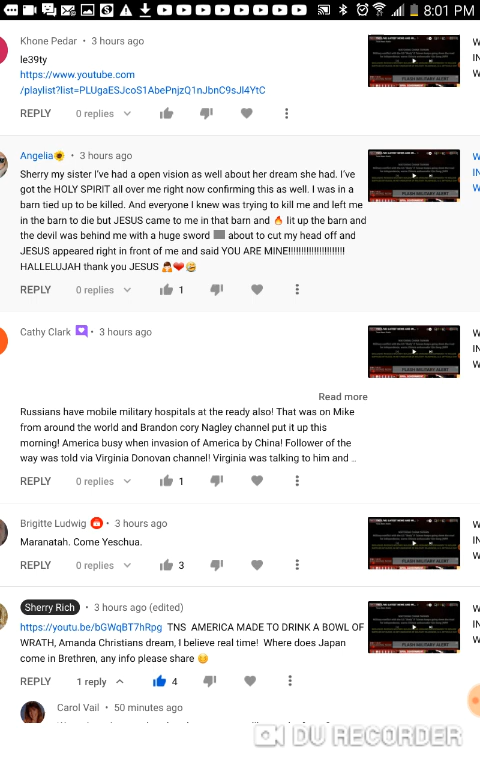 8:01 PM
Khone Pedar • 3 hours ago
le39ty
https://www.youtube.com
/playlist?list=PLUgaESJcoS1AbePnjzQ1nJbnC9sJl4YtC
REPLY 0 replies
Angelia • 3 hours ago
Sherry my sister I've had a open vision as well about her dream she had. I've
got the HOLY SPIRIT all over me right now confirming this as well. I was in a
barn tied up to be killed. And everyone I knew was trying to kill me and left me
in the barn to die but JESUS came to me in that barn and 🔥 lit up the barn and
the devil was behind me with a huge sword about to cut my head off and
JESUS appeared right in front of me and said YOU ARE MINE!!!!!!!!!!!!!!!!!!!!!!
HALLELUJAH thank you JESUS
REPLY 0 replies 1
Cathy Clark • 3 hours ago
Read more
Russians have mobile military hospitals at the ready also! That was on Mike
from around the world and Brandon cory Nagley channel put it up this
morning! America busy when invasion of America by China! Follower of the
way was told via Virginia Donovan channel! Virginia was talking to him and ..
REPLY 0 replies 1
Brigitte Ludwig • 3 hours ago
Maranatah. Come Yeschua.
REPLY 0 replies 3
Sherry Rich • 3 hours ago (edited)
https://youtu.be/bGWqBT7hRpg TNS AMERICA MADE TO DRINK A BOWL OF
WRATH, Amanda Christians dream, I believe real time! Where does Japan
come in Brethren, any info please share 😊
REPLY 1 reply 4
Carol Vail • 50 minutes ago
DU RECORDER